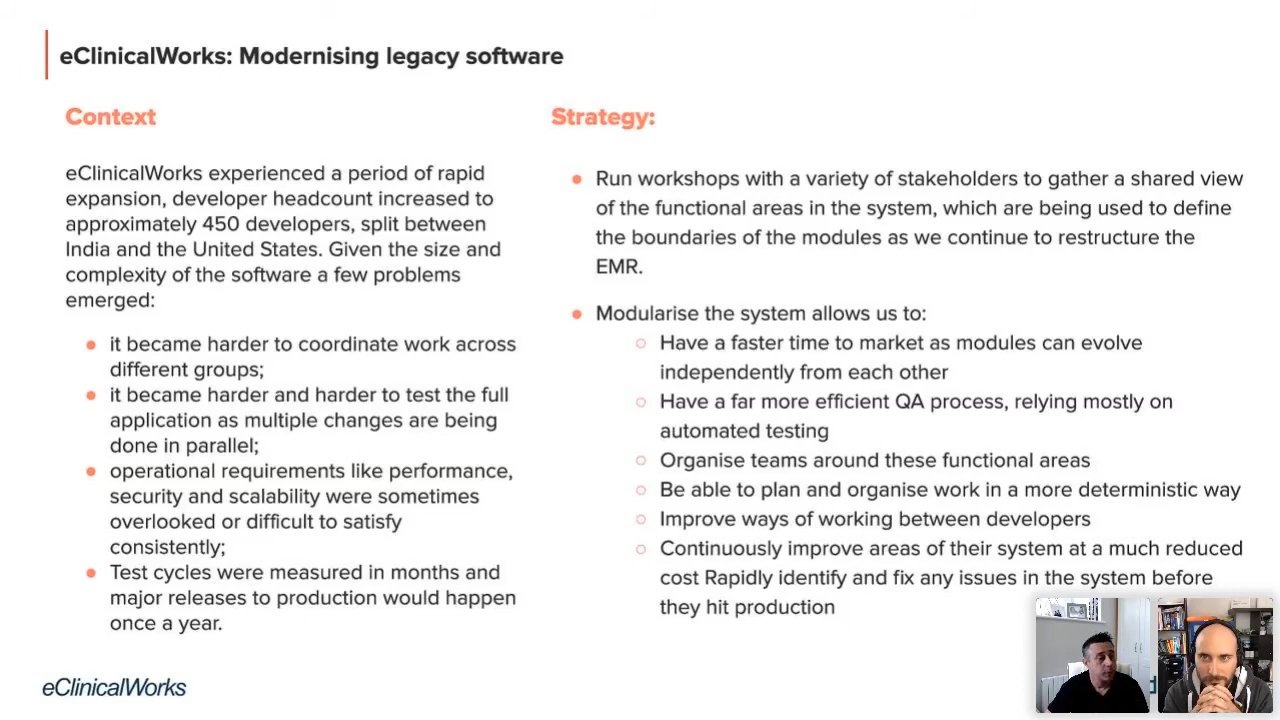 eClinicalWorks: Modernising legacy software
Context
eClinicalWorks experienced a period of rapid
expansion, developer headcount increased to
approximately 450 developers, split between
India and the United States. Given the size and
complexity of the software a few problems
emerged:
it became harder to coordinate work across
different groups;
it became harder and harder to test the full
application as multiple changes are being
done in parallel;
operational requirements like performance,
security and scalability were sometimes
overlooked or difficult to satisfy
consistently;
Test cycles were measured in months and
major releases to production would happen
once a year.
Strategy:
Run workshops with a variety of stakeholders to gather a shared view
of the functional areas in the system, which are being used to define
the boundaries of the modules as we continue to restructure the
EMR.
Modularise the system allows us to:
Have a faster time to market as modules can evolve
independently from each other
Have a far more efficient QA process, relying mostly on
automated testing
Organise teams around these functional areas
Be able to plan and organise work in a more deterministic way
Improve ways of working between developers
Continuously improve areas of their system at a much reduced
cost Rapidly identify and fix any issues in the system before
they hit production
eClinicalWorks